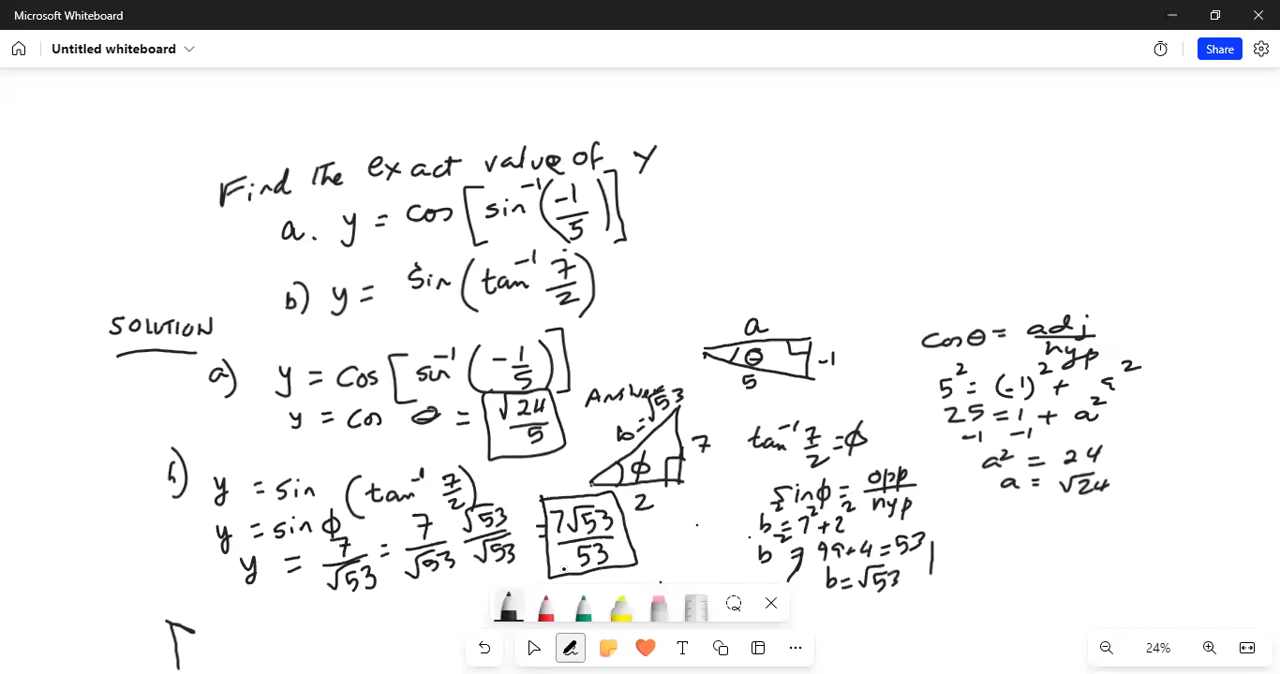 Microsoft Whiteboard
Untitled whiteboard
Share
Find the exact value of y
a. y = cos[sin⁻¹(-1/5)]
b) y = sin(tan⁻¹ 7/2)
SOLUTION
a) y = cos[sin⁻¹(-1/5)]
y = cos θ = √24/5
Answer
a
θ
-1
5
cosθ = adj/hyp
5² = (-1)² + a²
25 = 1 + a²
-1 -1
a² = 24
a = √24
b) y = sin(tan⁻¹ 7/2)
y = sin ϕ
y = 7/√53 = 7/√53 √53/√53 = 7√53/53
b = √53
7
ϕ
2
tan⁻¹ 7/2 = ϕ
sinϕ = opp/hyp
b² = 7² + 2²
b² = 49 + 4 = 53
b = √53
24%